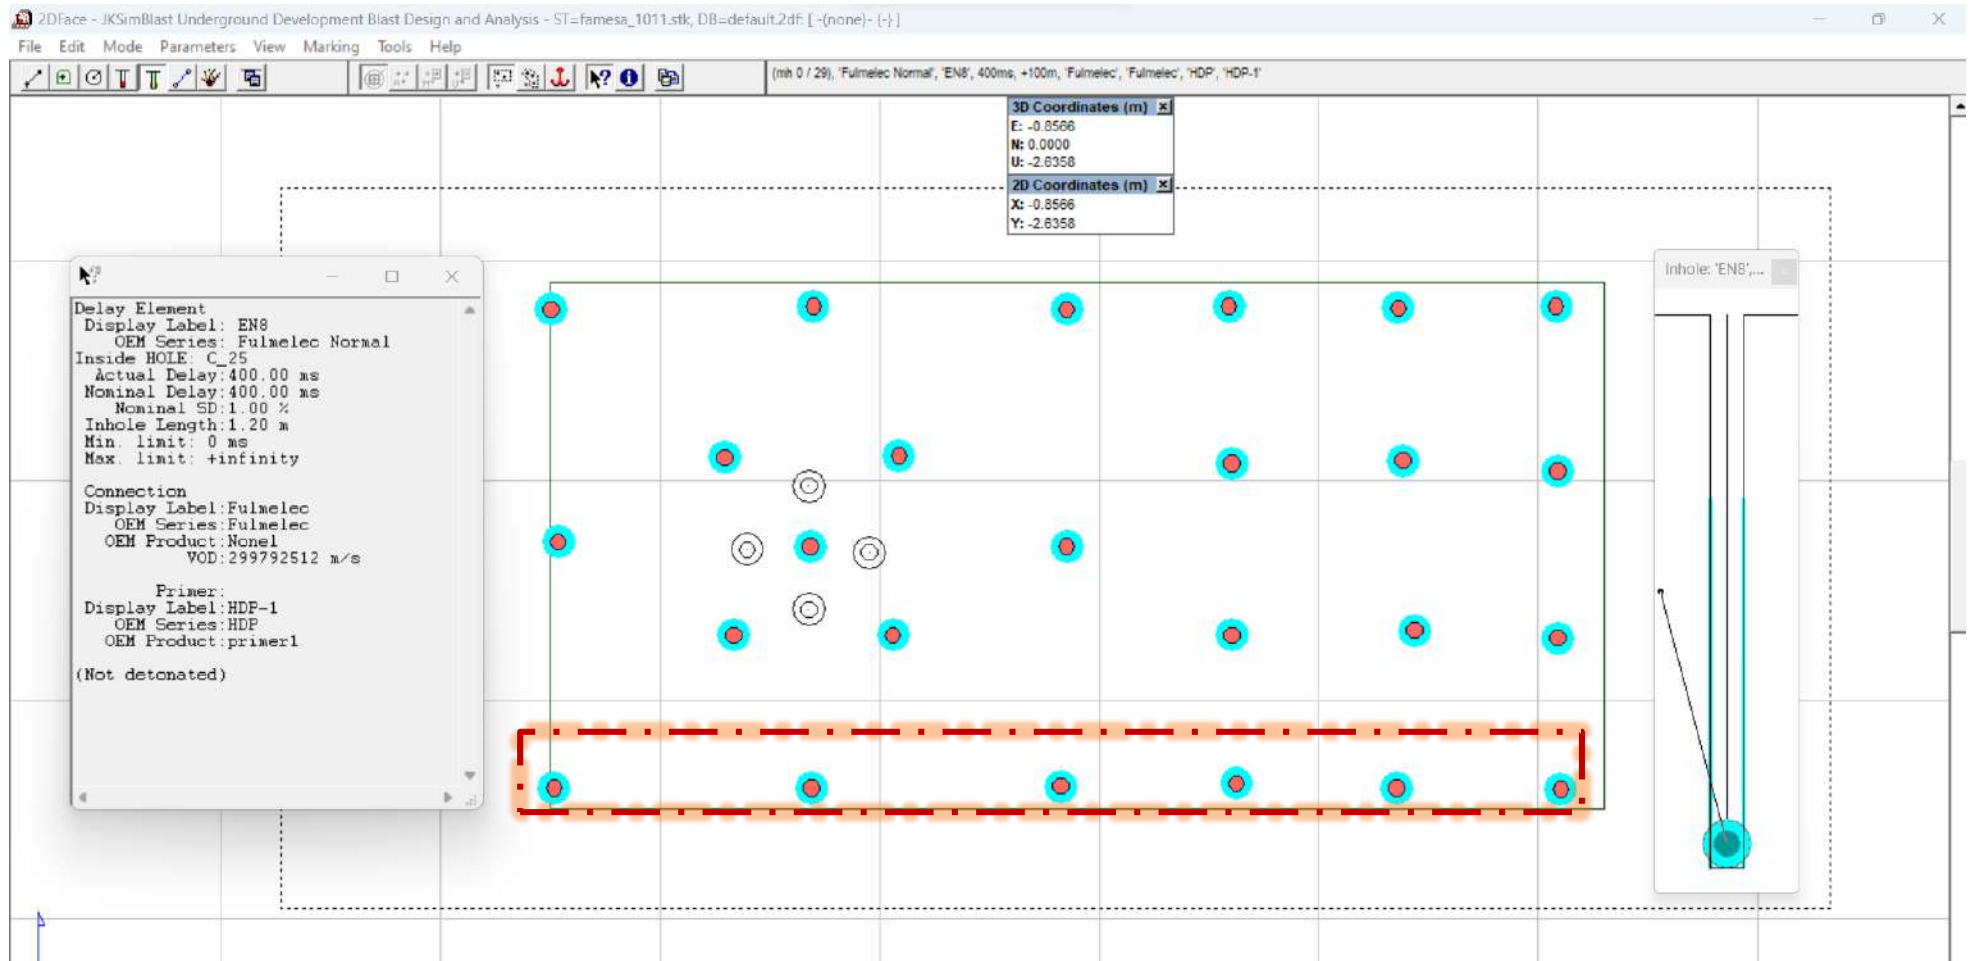 2DFace - JKSimBlast Underground Development Blast Design and Analysis - ST=famesa_1011.stk, DB=default.2df: [ -(none)- {-} ]
File Edit Mode Parameters View Marking Tools Help
(mh 0 / 29), 'Fulmelec Normal', 'EN8', 400ms, +100m, 'Fulmelec', 'Fulmelec', 'HDP', 'HDP-1'
3D Coordinates (m)
E: -0.8566
N: 0.0000
U: -2.6358
2D Coordinates (m)
X: -0.8566
Y: -2.6358
Delay Element
Display Label: EN8
OEM Series: Fulmelec Normal
Inside HOLE: C_25
Actual Delay:400.00 ms
Nominal Delay:400.00 ms
Nominal SD:1.00 %
Inhole Length:1.20 m
Min. limit: 0 ms
Max. limit: +infinity
Connection
Display Label:Fulmelec
OEM Series:Fulmelec
OEM Product:Nonel
VOD:299792512 m/s
Primer:
Display Label:HDP-1
OEM Series:HDP
OEM Product:primer1
(Not detonated)
Inhole: 'EN8',...